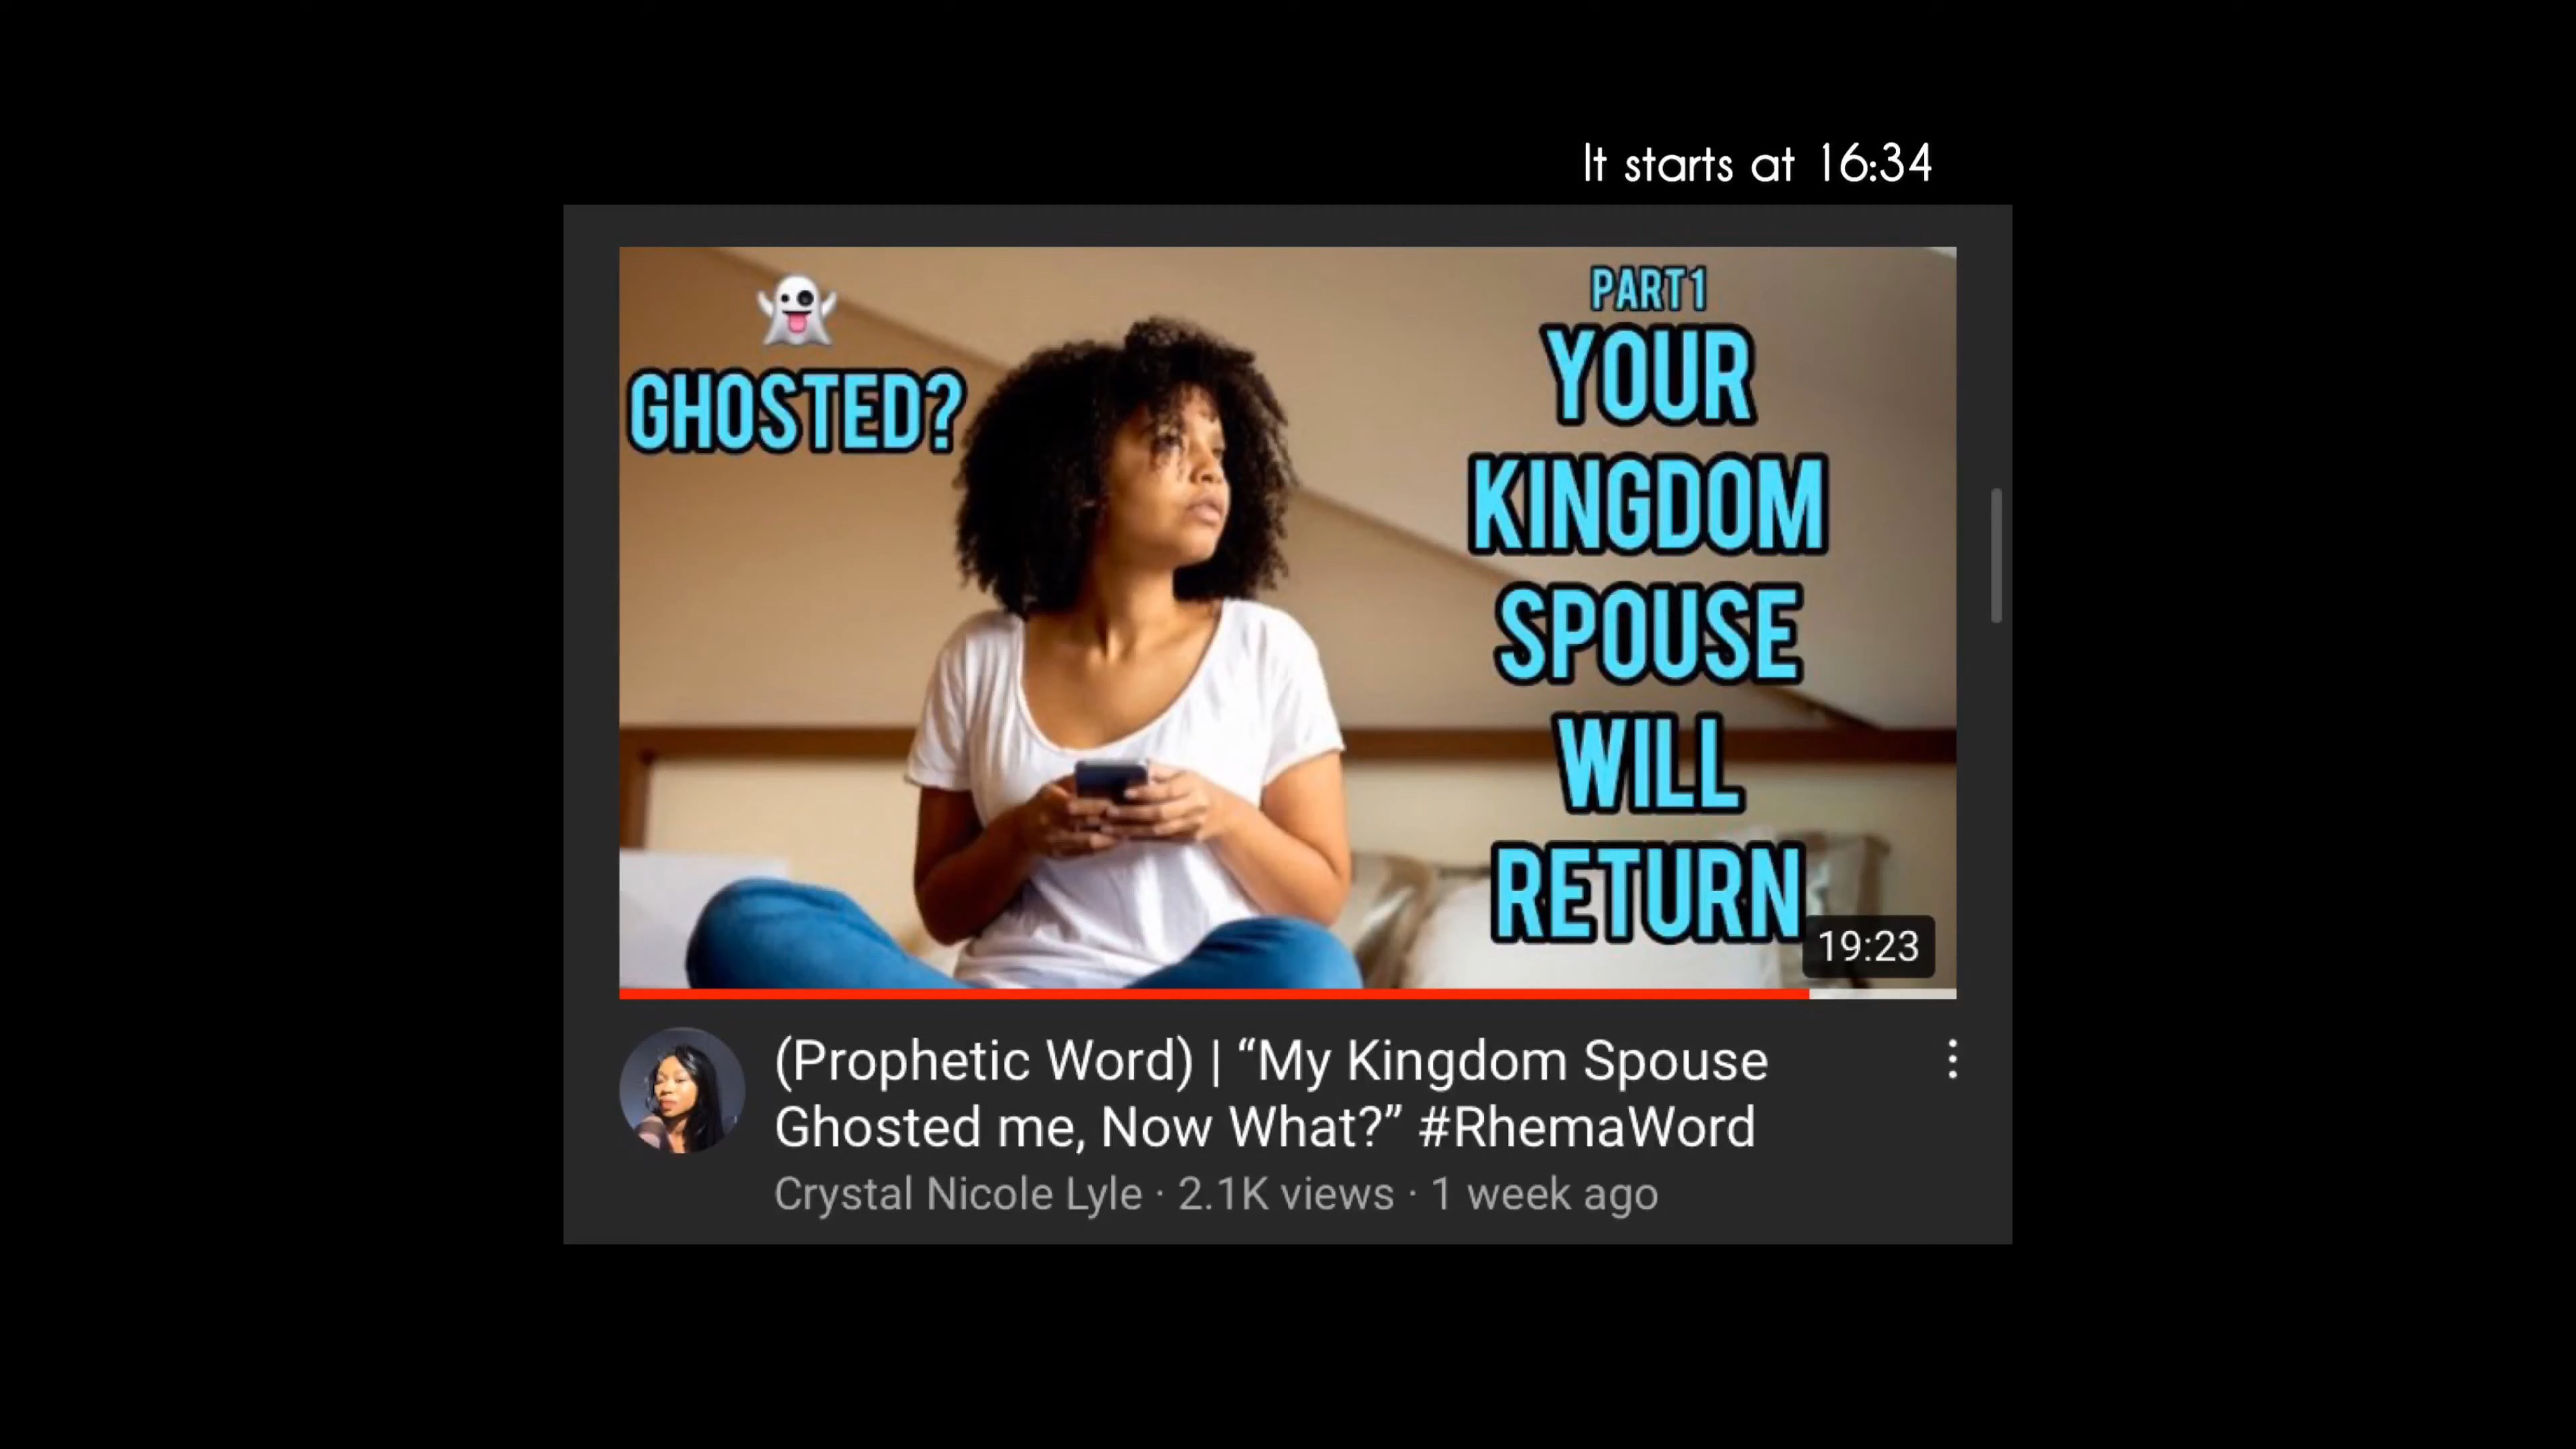 It starts at 16:34
GHOSTED?
PART 1
YOUR
KINGDOM
SPOUSE
WILL
RETURN
19:23
(Prophetic Word) | “My Kingdom Spouse
Ghosted me, Now What?” #RhemaWord
Crystal Nicole Lyle · 2.1K views · 1 week ago